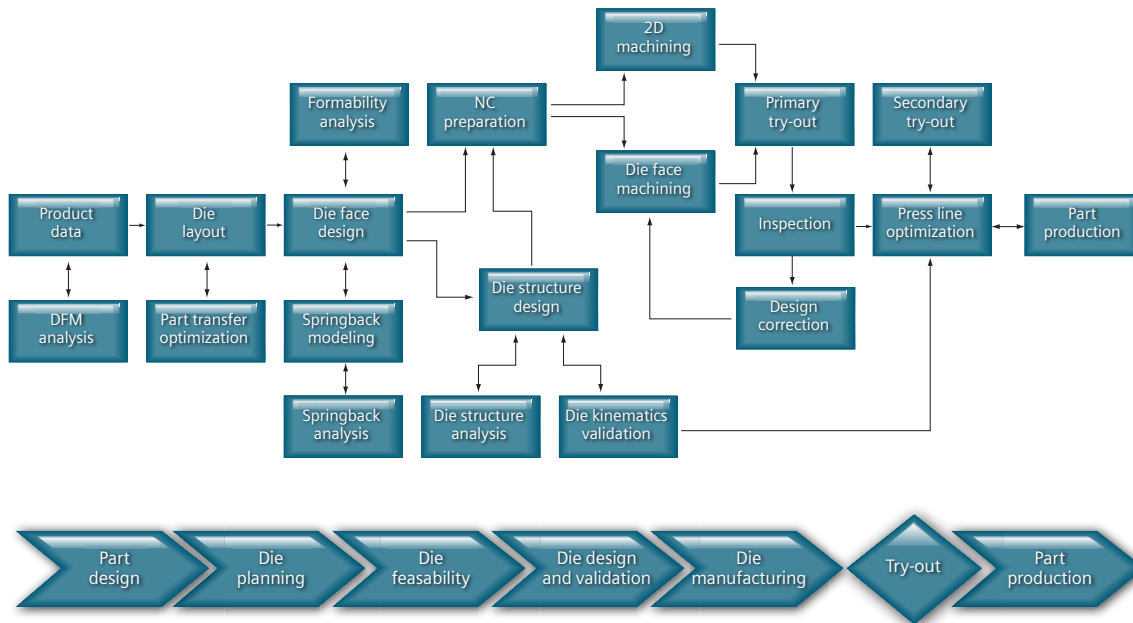 2D
machining
Formability
analysis
NC
preparation
Primary
try-out
Secondary
try-out
Die face
machining
Product
data
Die
layout
Die face
design
Inspection
Press line
optimization
Part
production
Die structure
design
DFM
analysis
Part transfer
optimization
Springback
modeling
Design
correction
Springback
analysis
Die structure
analysis
Die kinematics
validation
Part
design
Die
planning
Die
feasability
Die design
and validation
Die
manufacturing
Try-out
Part
production